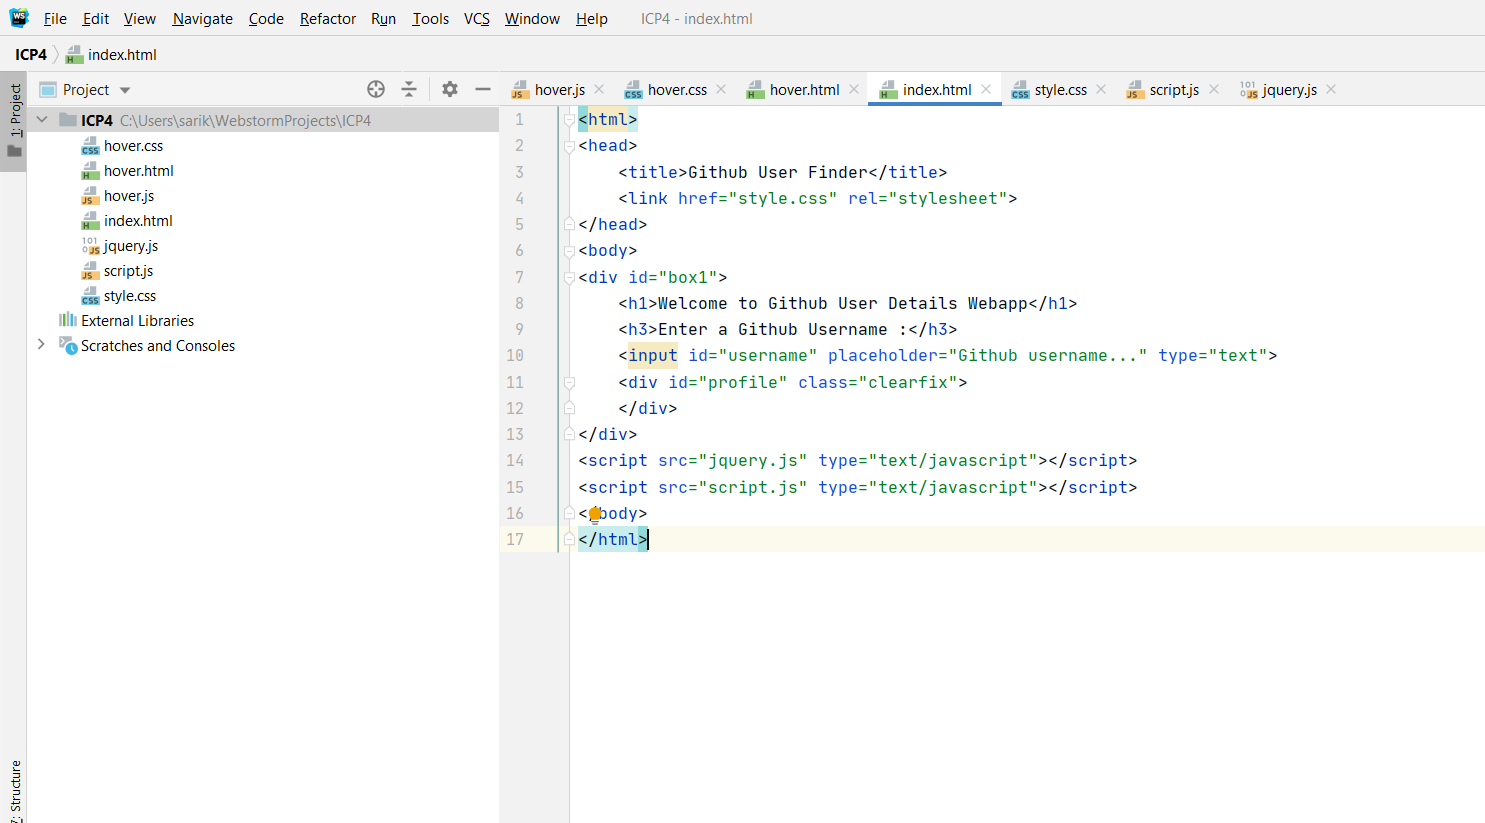 WS File Edit View Navigate Code Refactor Run Tools VCS Window Help ICP4 - index.html
ICP4 index.html
1: Project
Project
hover.js hover.css hover.html index.html style.css script.js jquery.js
ICP4 C:\Users\sarik\WebstormProjects\ICP4
hover.css
hover.html
hover.js
index.html
jquery.js
script.js
style.css
External Libraries
Scratches and Consoles
7: Structure
1 <html>
2 <head>
3 <title>Github User Finder</title>
4 <link href="style.css" rel="stylesheet">
5 </head>
6 <body>
7 <div id="box1">
8 <h1>Welcome to Github User Details Webapp</h1>
9 <h3>Enter a Github Username :</h3>
10 <input id="username" placeholder="Github username..." type="text">
11 <div id="profile" class="clearfix">
12 </div>
13 </div>
14 <script src="jquery.js" type="text/javascript"></script>
15 <script src="script.js" type="text/javascript"></script>
16 </body>
17 </html>